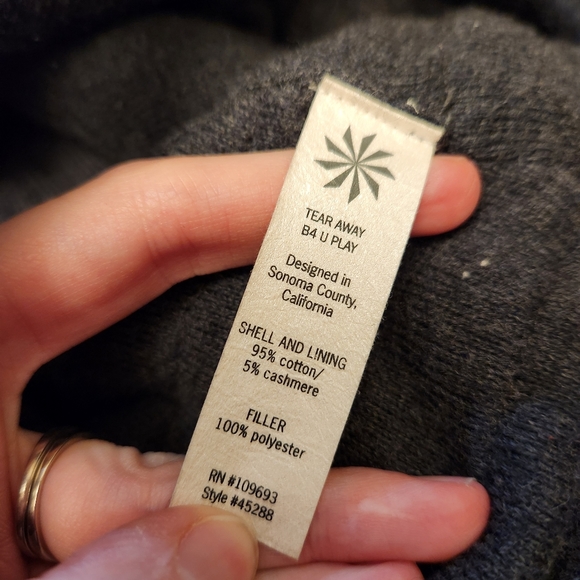 TEAR AWAY
B4 U PLAY
Designed in
Sonoma County,
California
SHELL AND L!NING
95% cotton/
5% cashmere
FILLER
100% polyester
RN #109693
Style #45288